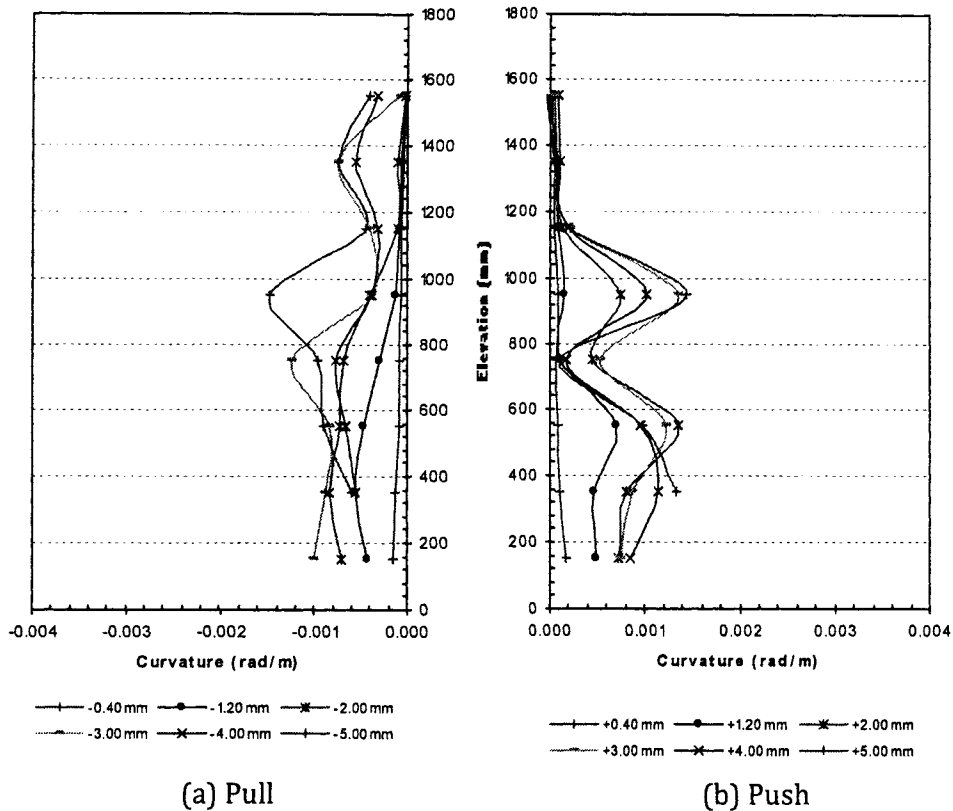 1800
1600
1400
1200
1000
800
600
400
200
0
Elevation (mm)
-0.004 -0.003 -0.002 -0.001 0.000
Curvature (rad/m)
-0.40 mm -1.20 mm -2.00 mm
-3.00 mm -4.00 mm -5.00 mm
(a) Pull
1800
1600
1400
1200
1000
800
600
400
200
0
0.000 0.001 0.002 0.003 0.004
Curvature (rad/m)
+0.40 mm +1.20 mm +2.00 mm
+3.00 mm +4.00 mm +5.00 mm
(b) Push